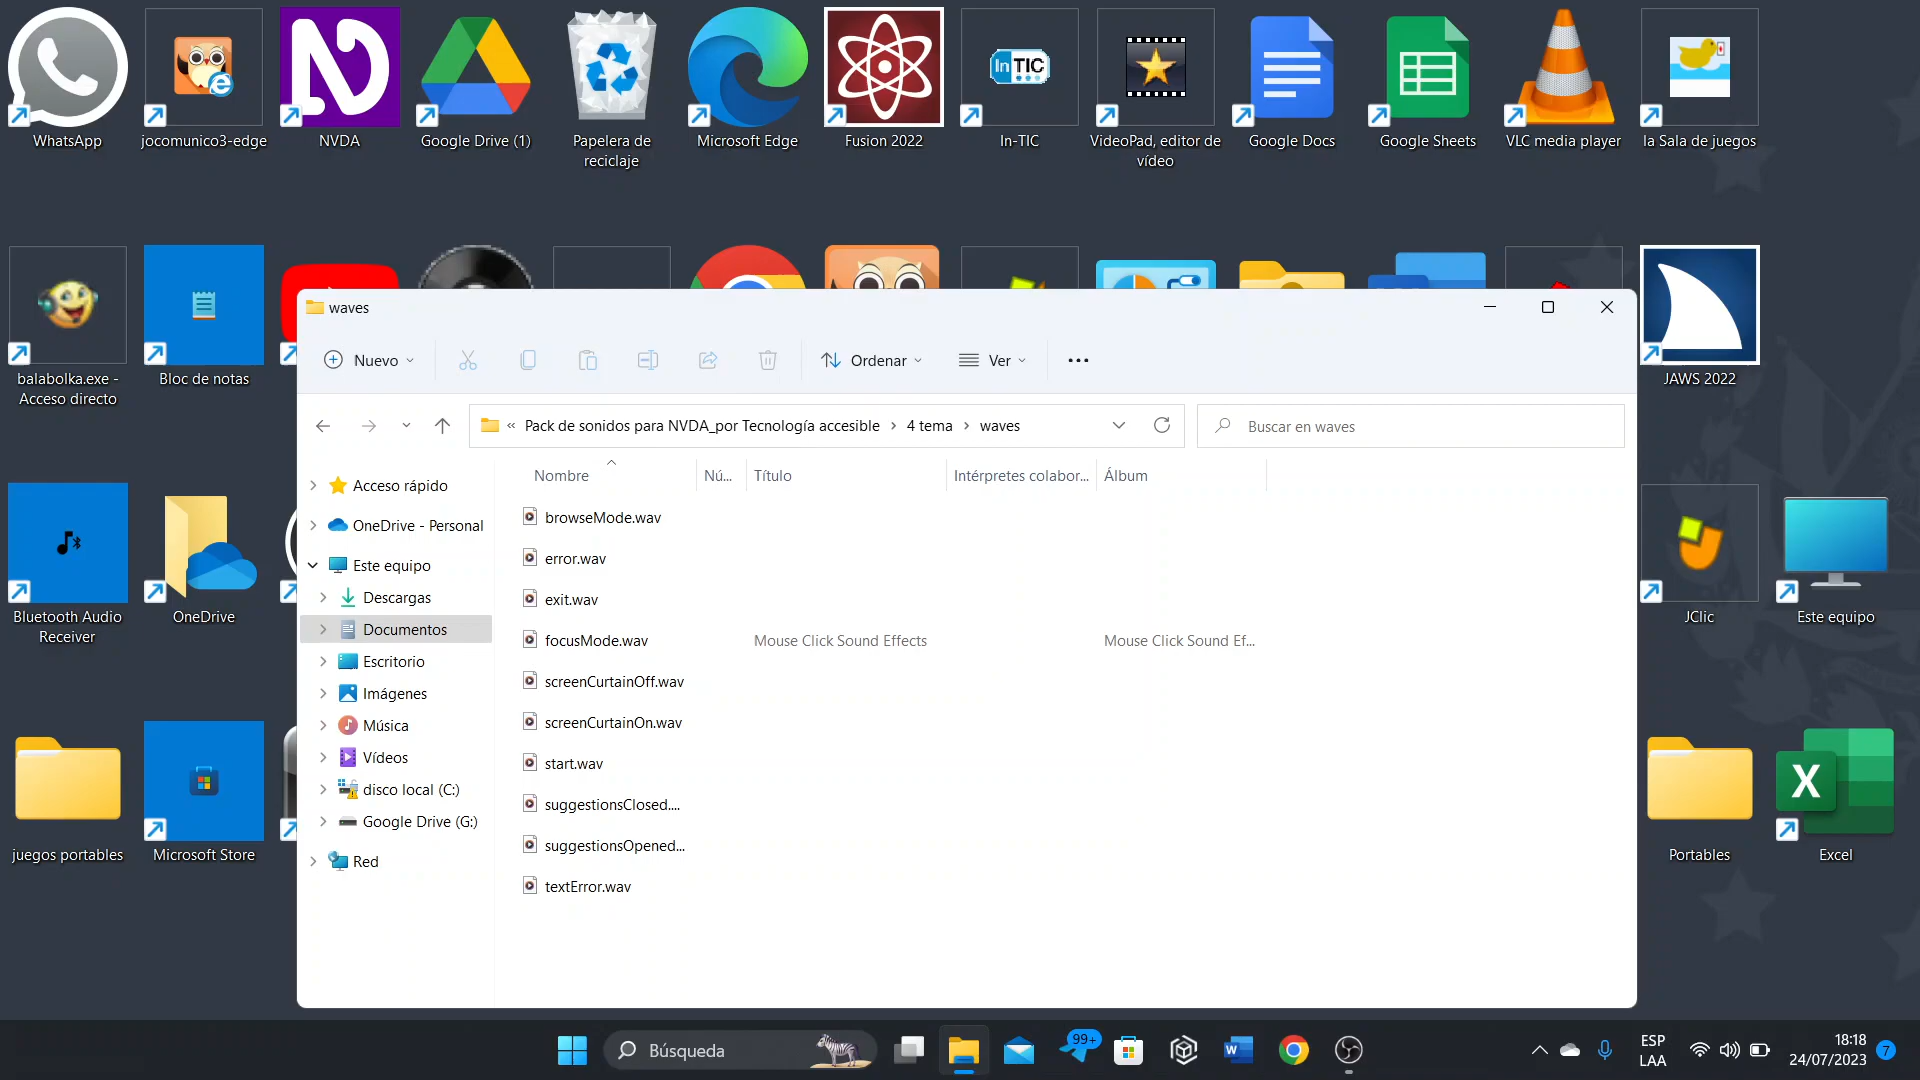 WhatsApp
jocomunico3-edge
NVDA
Google Drive (1)
Papelera de
reciclaje
Microsoft Edge
Fusion 2022
In TIC
In-TIC
VideoPad, editor de
vídeo
Google Docs
Google Sheets
VLC media player
la Sala de juegos
balabolka.exe -
Acceso directo
Bloc de notas
JAWS 2022
Bluetooth Audio
Receiver
OneDrive
JClic
Este equipo
juegos portables
Microsoft Store
Portables
Excel
waves
Nuevo
Ordenar
Ver
« Pack de sonidos para NVDA_por Tecnología accesible > 4 tema > waves
Buscar en waves
Acceso rápido
OneDrive - Personal
Este equipo
Descargas
Documentos
Escritorio
Imágenes
Música
Vídeos
disco local (C:)
Google Drive (G:)
Red
Nombre Nú... Título Intérpretes colabor... Álbum
browseMode.wav
error.wav
exit.wav
focusMode.wav Mouse Click Sound Effects Mouse Click Sound Ef...
screenCurtainOff.wav
screenCurtainOn.wav
start.wav
suggestionsClosed....
suggestionsOpened...
textError.wav
Búsqueda
99+
ESP
LAA
18:18
24/07/2023
7